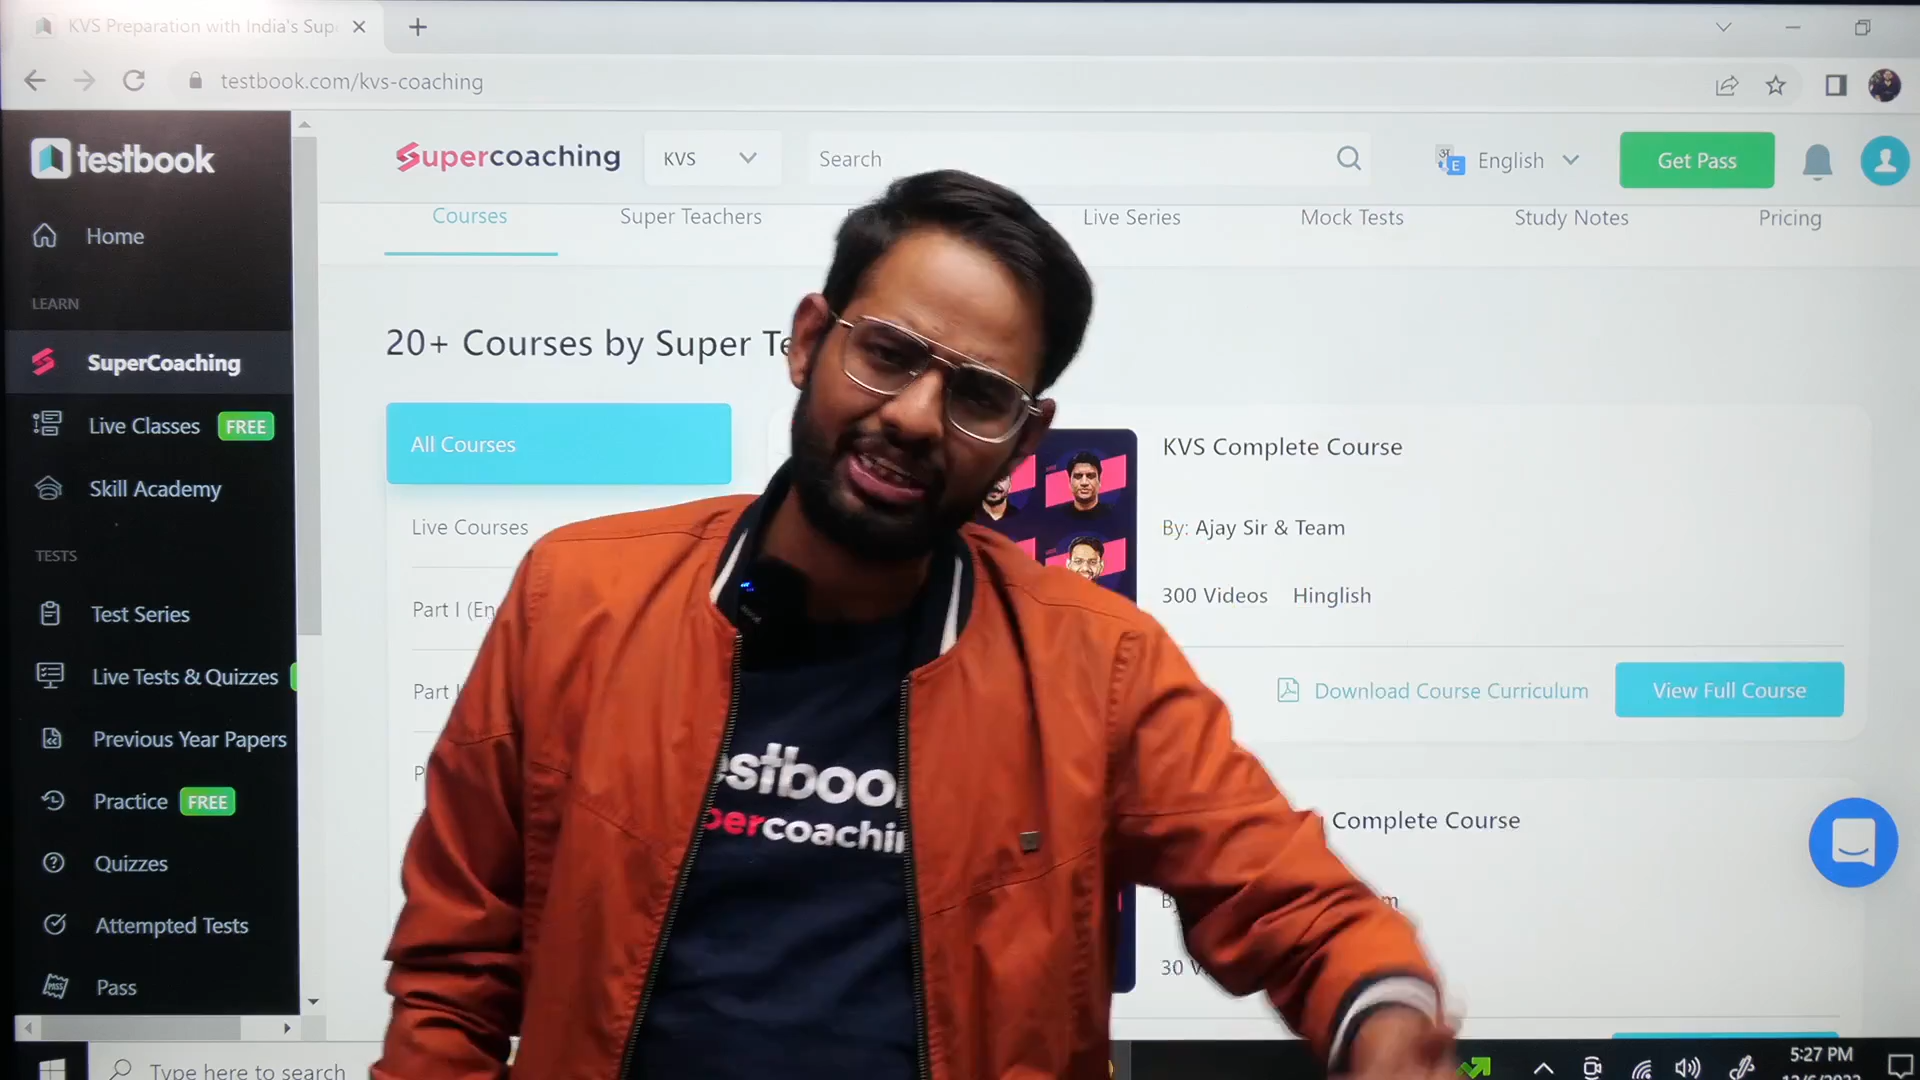 KVS Preparation with India's Sup
testbook.com/kvs-coaching
testbook
Supercoaching
KVS
Search
English
Get Pass
Home
Courses
Super Teachers
Live Series
Mock Tests
Study Notes
Pricing
LEARN
20+ Courses by Super Te
SuperCoaching
Live Classes FREE
All Courses
KVS Complete Course
Skill Academy
Live Courses
By: Ajay Sir & Team
TESTS
Part I (En
300 Videos Hinglish
Test Series
Live Tests & Quizzes
Part
Download Course Curriculum
View Full Course
Previous Year Papers
Practice FREE
estboo
percoachin
Complete Course
Quizzes
Attempted Tests
30 V
Pass
Type here to search
5:27 PM